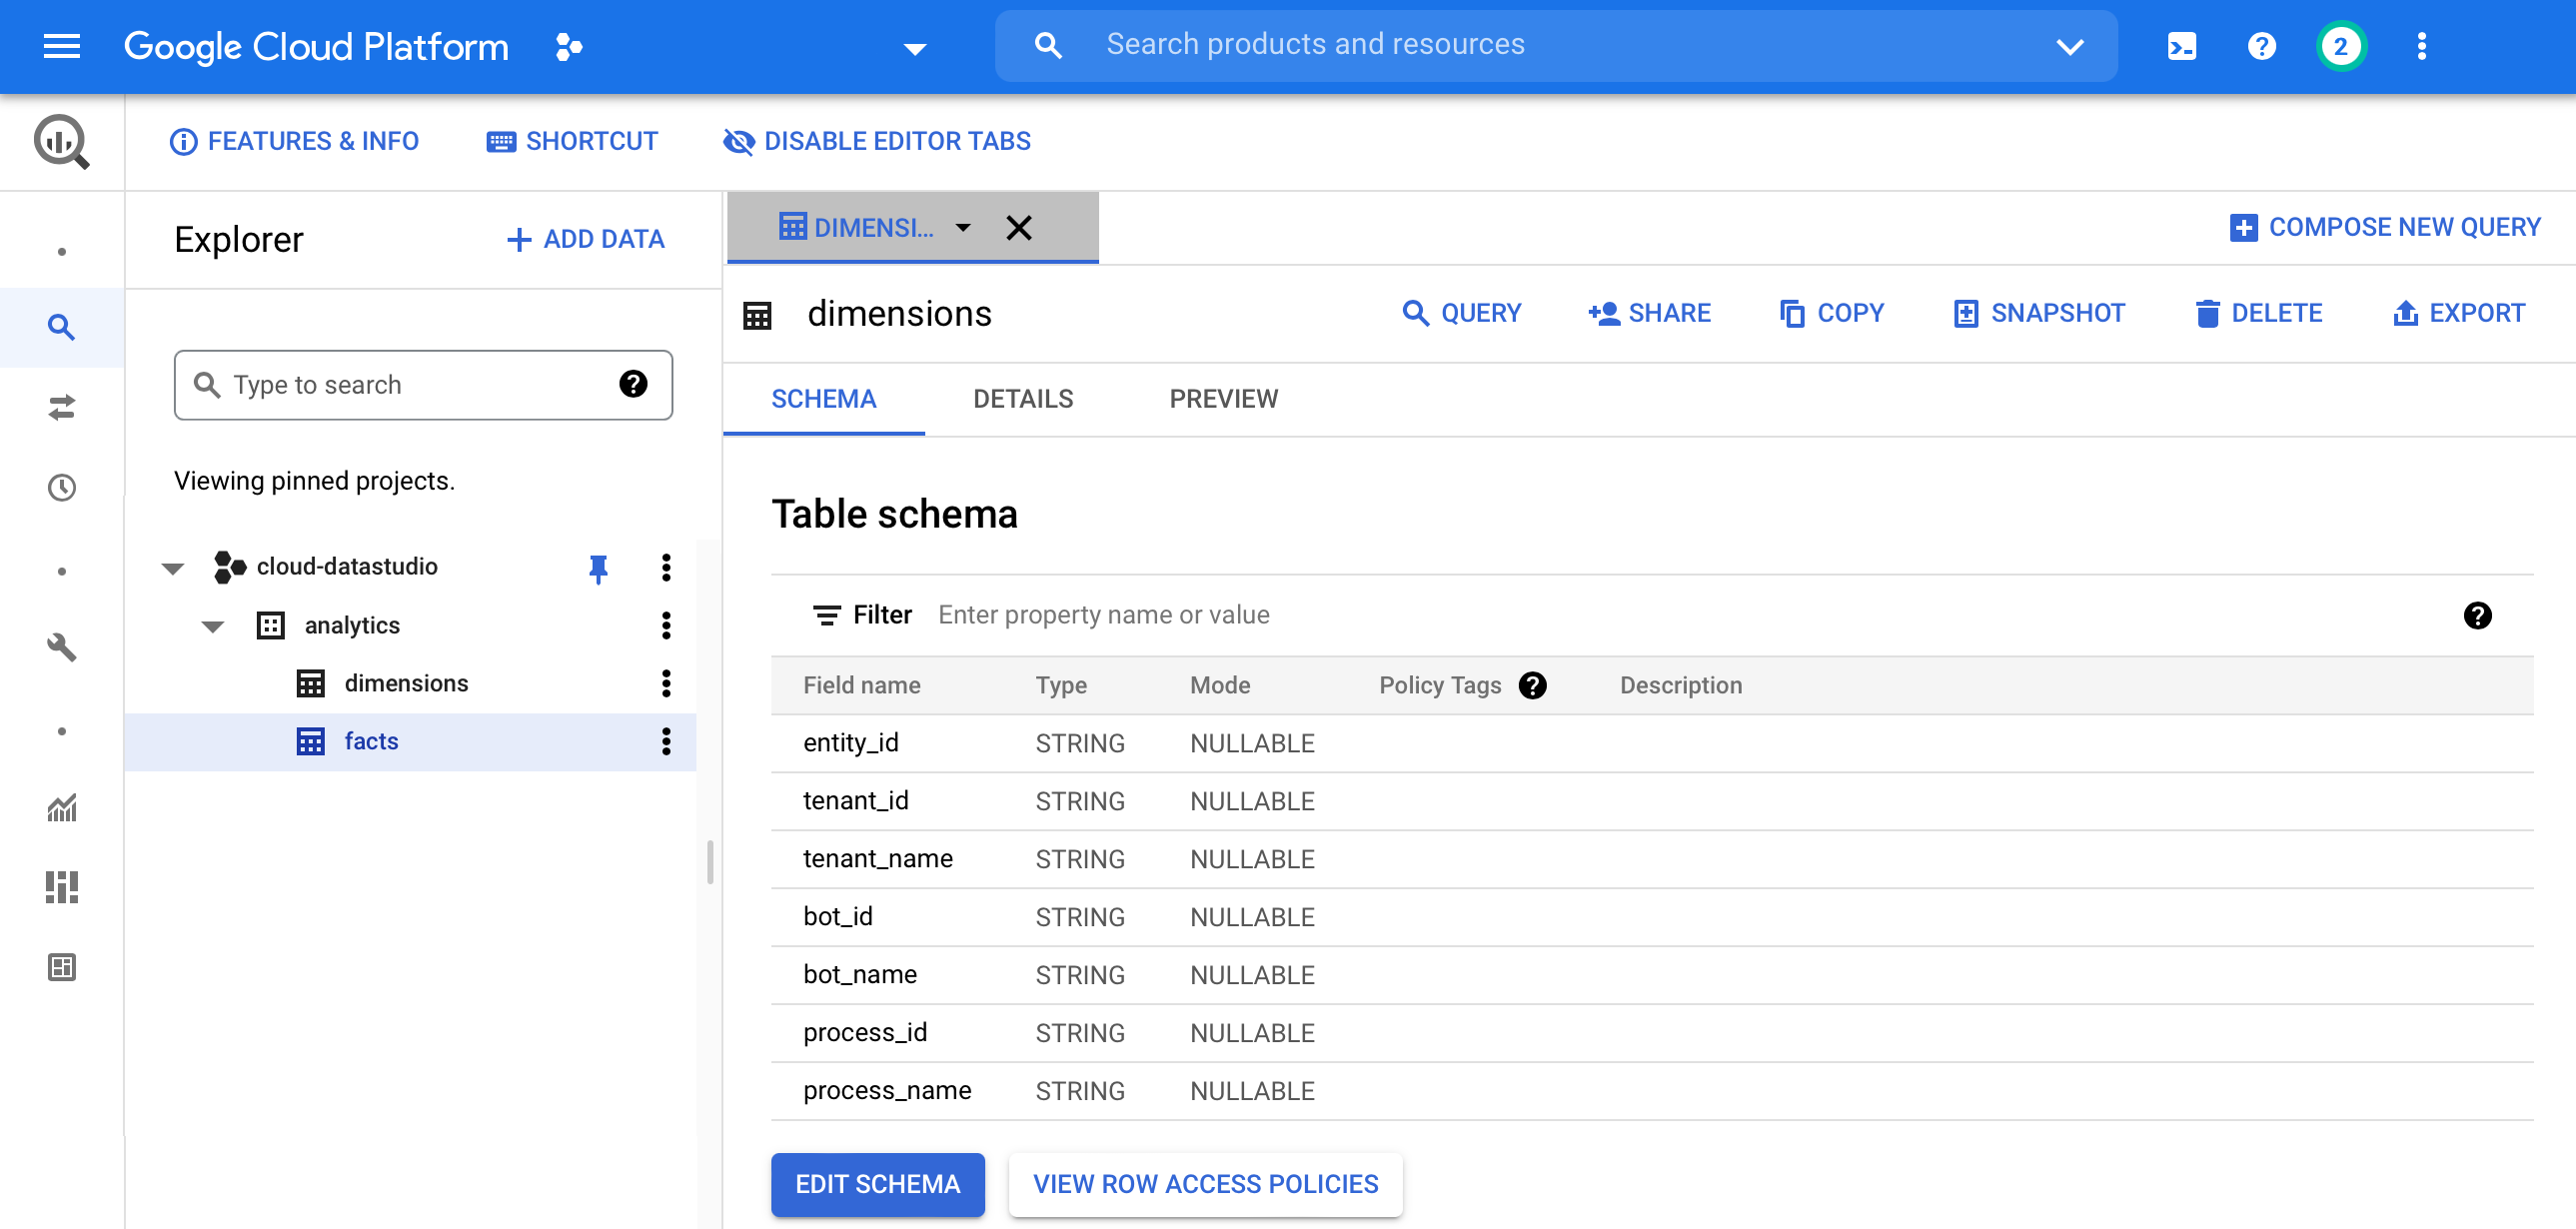 Google Cloud Platform
Search products and resources
2
FEATURES & INFO
SHORTCUT
DISABLE EDITOR TABS
Explorer
ADD DATA
Type to search
Viewing pinned projects.
cloud-datastudio
analytics
dimensions
facts
DIMENSI...
COMPOSE NEW QUERY
dimensions
QUERY
SHARE
COPY
SNAPSHOT
DELETE
EXPORT
SCHEMA DETAILS PREVIEW
Table schema
Filter Enter property name or value
Field name Type Mode Policy Tags Description
entity_id STRING NULLABLE
tenant_id STRING NULLABLE
tenant_name STRING NULLABLE
bot_id STRING NULLABLE
bot_name STRING NULLABLE
process_id STRING NULLABLE
process_name STRING NULLABLE
EDIT SCHEMA
VIEW ROW ACCESS POLICIES